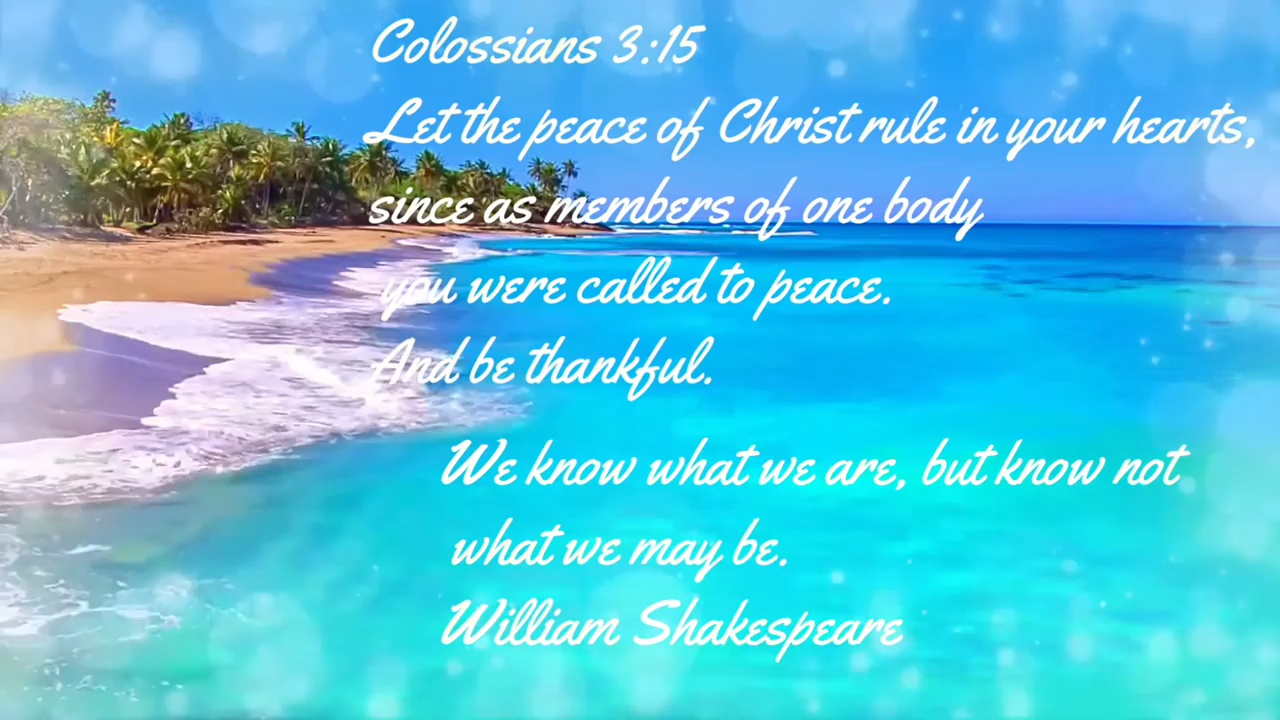 Colossians 3:15
Let the peace of Christ rule in your hearts,
since as members of one body
you were called to peace.
And be thankful.
We know what we are, but know not
what we may be.
William Shakespeare